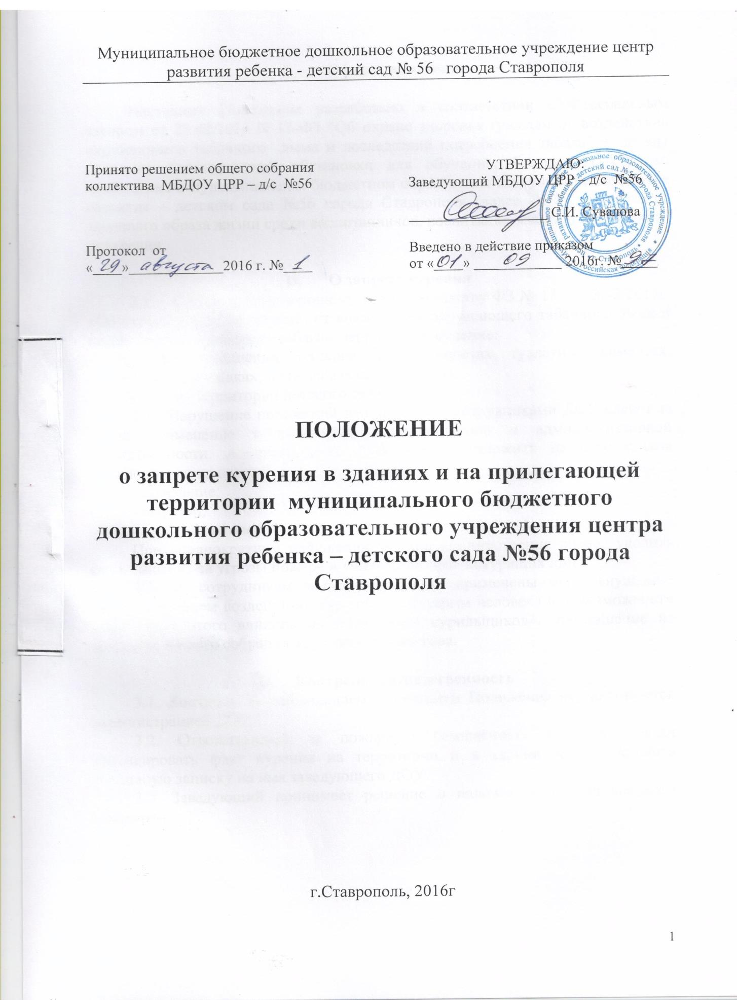 Муниципальное бюджетное дошкольное образовательное учреждение центр
развития ребенка - детский сад № 56 города Ставрополя
Принято решением общего собрания
коллектива МБДОУ ЦРР – д/с №56
Протокол от
«29» августа 2016 г. № 1
УТВЕРЖДАЮ:
Заведующий МБДОУ ЦРР – д/с №56
С.И. Сувалова
Введено в действие приказом
от «01» 09 2016г. №
ПОЛОЖЕНИЕ
о запрете курения в зданиях и на прилегающей
территории муниципального бюджетного
дошкольного образовательного учреждения центра
развития ребенка – детского сада №56 города
Ставрополя
г.Ставрополь, 2016г
1